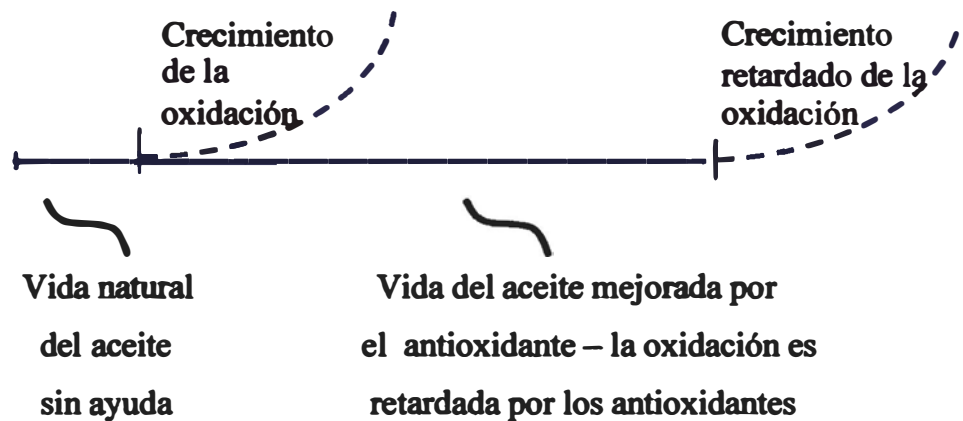 Crecimiento
de la
oxidación
Crecimiento
retardado de la
oxidación
Vida natural
del aceite
sin ayuda
Vida del aceite mejorada por
el antioxidante – la oxidación es
retardada por los antioxidantes